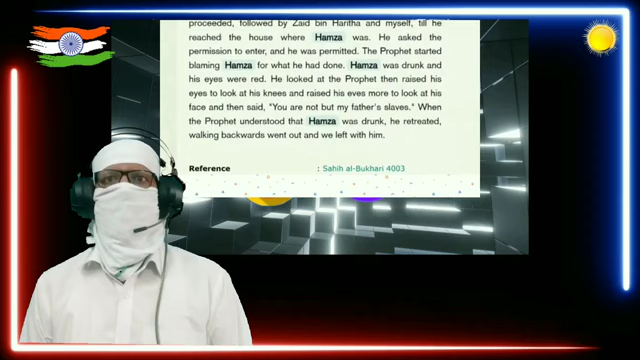 proceeded, followed by Zaid bin Haritha and myself, till he
reached the house where Hamza was. He asked the
permission to enter, and he was permitted. The Prophet started
blaming Hamza for what he had done. Hamza was drunk and
his eyes were red. He looked at the Prophet then raised his
eyes to look at his knees and raised his eves more to look at his
face and then said, "You are not but my father's slaves." When
the Prophet understood that Hamza was drunk, he retreated,
walking backwards went out and we left with him.
Reference : Sahih al-Bukhari 4003